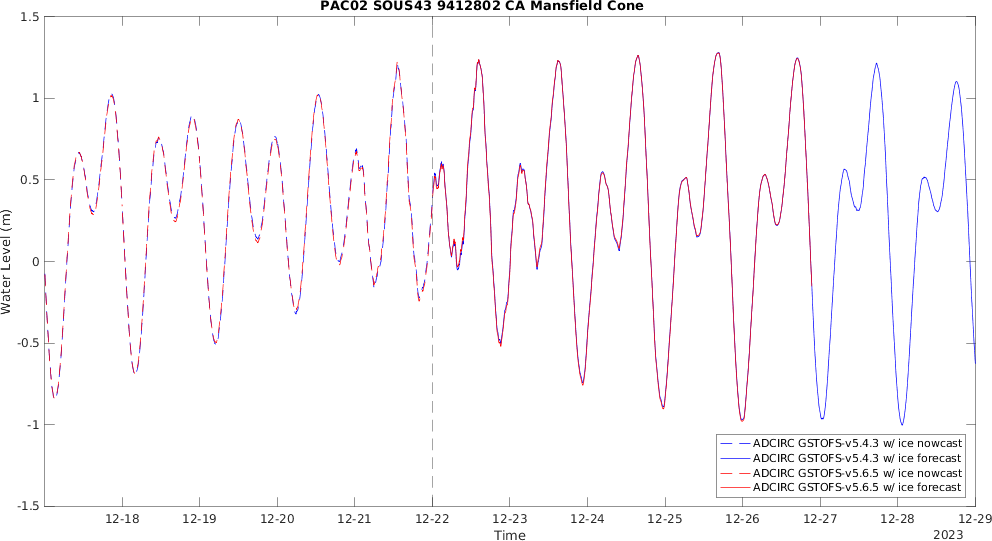 PAC02 SOUS43 9412802 CA Mansfield Cone
1.5
1
0.5
0
-0.5
-1
-1.5
Water Level (m)
ADCIRC GSTOFS-v5.4.3 w/ ice nowcast
ADCIRC GSTOFS-v5.4.3 w/ ice forecast
ADCIRC GSTOFS-v5.6.5 w/ ice nowcast
ADCIRC GSTOFS-v5.6.5 w/ ice forecast
12-18 12-19 12-20 12-21 12-22 12-23 12-24 12-25 12-26 12-27 12-28 12-29
Time
2023